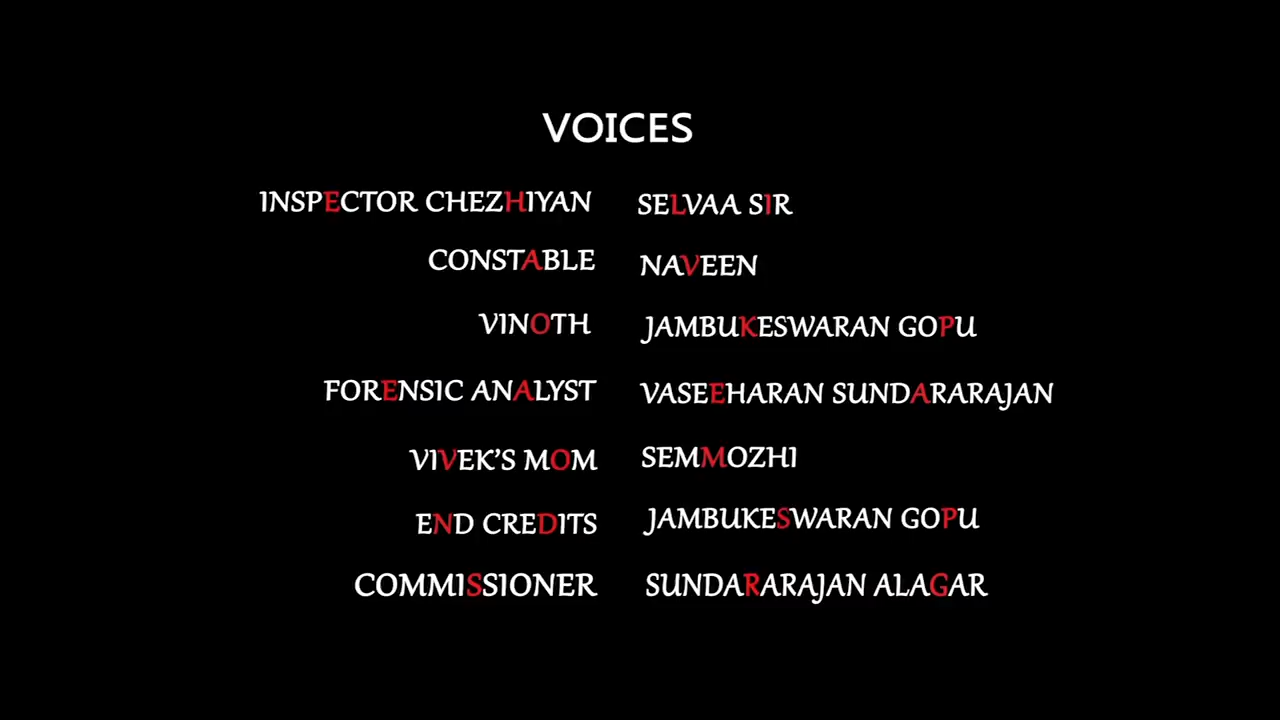 VOICES
INSPECTOR CHEZHIYAN SELVAA SIR
CONSTABLE NAVEEN
VINOTH JAMBUKESWARAN GOPU
FORENSIC ANALYST VASEEHARAN SUNDARARAJAN
VIVEK'S MOM SEMMOZHI
END CREDITS JAMBUKESWARAN GOPU
COMMISSIONER SUNDARARAJAN ALAGAR